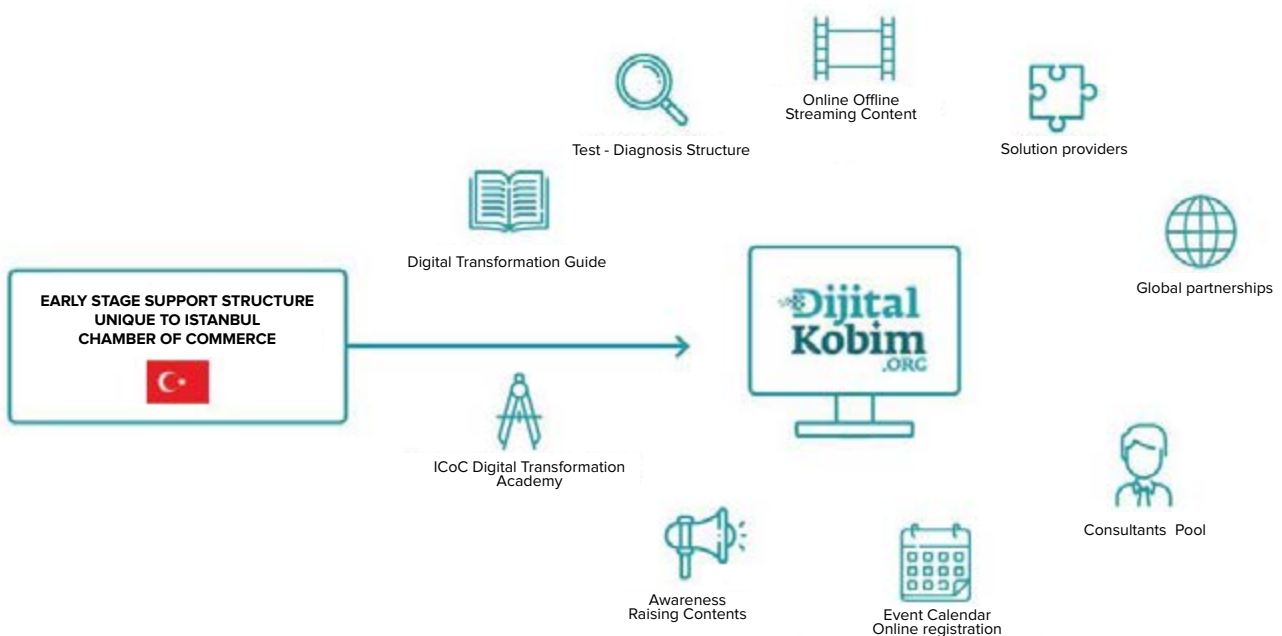 Online Offline
Streaming Content
Test - Diagnosis Structure
Solution providers
Digital Transformation Guide
Global partnerships
EARLY STAGE SUPPORT STRUCTURE
UNIQUE TO ISTANBUL
CHAMBER OF COMMERCE
Dijital
Kobim
.ORG
ICoC Digital Transformation
Academy
Consultants Pool
Awareness
Raising Contents
Event Calendar
Online registration